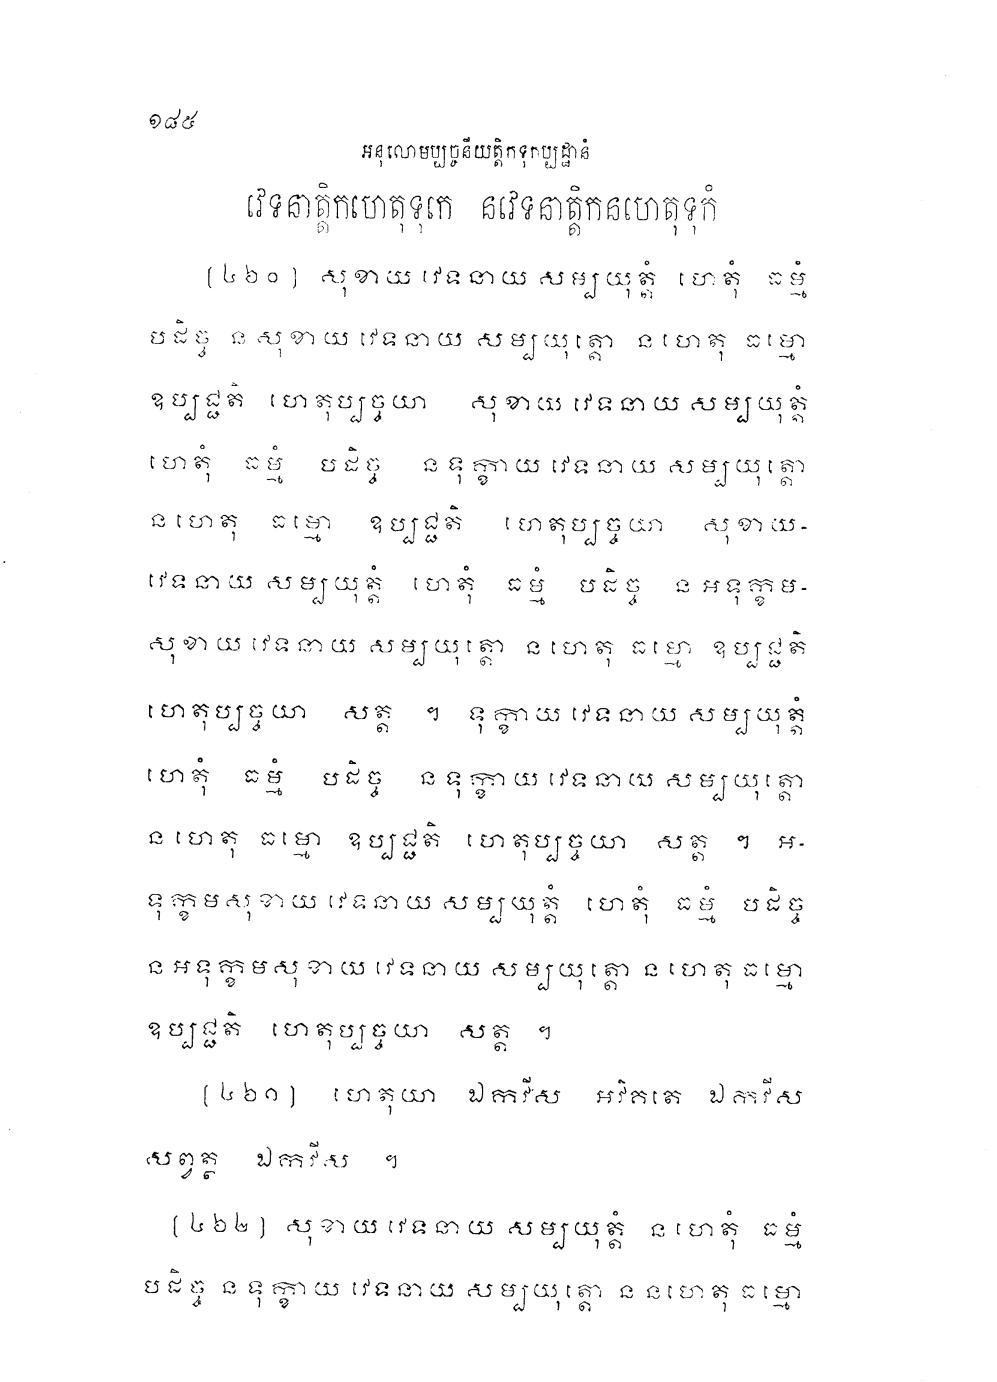 ១៨៥
អនុលោមប្បច្ចនីយត្តិកទុកប្បដ្ឋានំ
វេទនាត្តិកហេតុទុកេ នវេទនាត្តិកនហេតុទុកំ
(៤៦០) សុខាយ វេទនាយ សម្បយុត្តំ ហេតុំ ធម្មំ
បដិច្ច ន សុខាយ វេទនាយ សម្បយុត្តោ ន ហេតុ ធម្មោ
ឧប្បជ្ជតិ ហេតុប្បច្ចយា សុខាយ វេទនាយ សម្បយុត្តំ
ហេតុំ ធម្មំ បដិច្ច ន ទុក្ខាយ វេទនាយ សម្បយុត្តោ
ន ហេតុ ធម្មោ ឧប្បជ្ជតិ ហេតុប្បច្ចយា សុខាយ-
វេទនាយ សម្បយុត្តំ ហេតុំ ធម្មំ បដិច្ច ន អទុក្ខម-
សុខាយ វេទនាយ សម្បយុត្តោ ន ហេតុ ធម្មោ ឧប្បជ្ជតិ
ហេតុប្បច្ចយា សត្ត ។ ទុក្ខាយ វេទនាយ សម្បយុត្តំ
ហេតុំ ធម្មំ បដិច្ច ន ទុក្ខាយ វេទនាយ សម្បយុត្តោ
ន ហេតុ ធម្មោ ឧប្បជ្ជតិ ហេតុប្បច្ចយា សត្ត ។ អ-
ទុក្ខមសុខាយ វេទនាយ សម្បយុត្តំ ហេតុំ ធម្មំ បដិច្ច
ន អទុក្ខមសុខាយ វេទនាយ សម្បយុត្តោ ន ហេតុ ធម្មោ
ឧប្បជ្ជតិ ហេតុប្បច្ចយា សត្ត ។
(៤៦១) ហេតុយា ឯកវីស អវិគតេ ឯកវីស
សព្វត្ថ ឯកវីស ។
(៤៦២) សុខាយ វេទនាយ សម្បយុត្តំ ន ហេតុំ ធម្មំ
បដិច្ច ន ទុក្ខាយ វេទនាយ សម្បយុត្តោ ន នហេតុ ធម្មោ